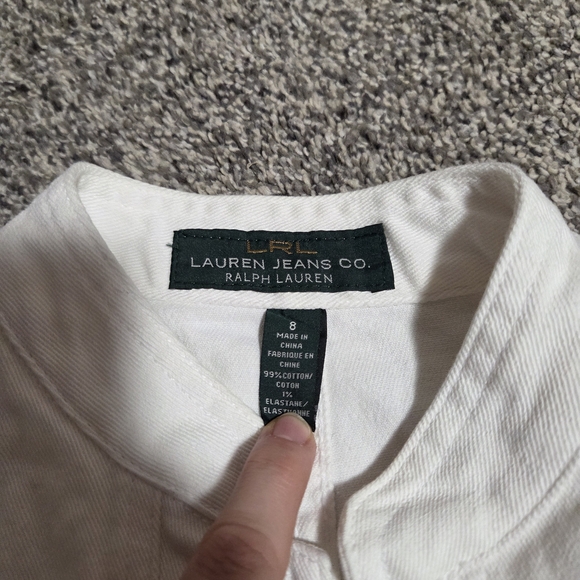 LRL
LAUREN JEANS CO.
RALPH LAUREN
8
MADE IN
CHINA
FABRIQUE EN
CHINE
99% COTTON/
COTON
1%
ELASTANE/
ELASTHANNE